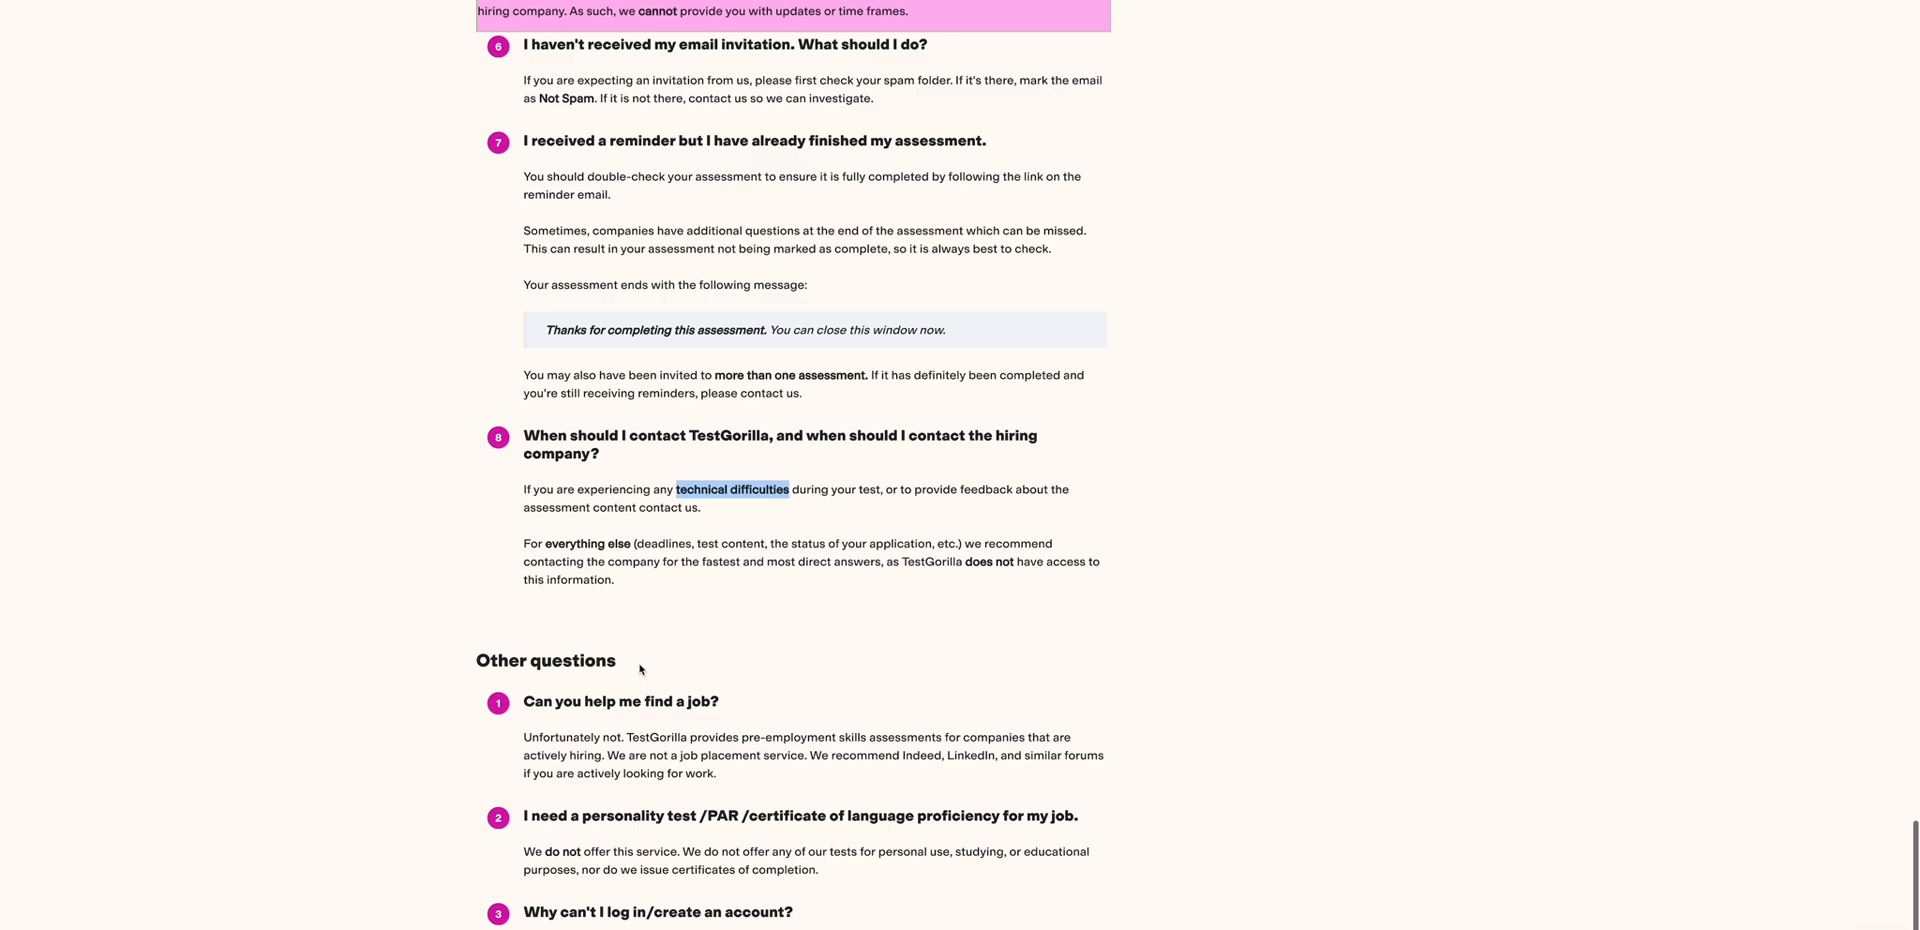 hiring company. As such, we cannot provide you with updates or time frames.
6 I haven't received my email invitation. What should I do?
If you are expecting an invitation from us, please first check your spam folder. If it's there, mark the email
as Not Spam. If it is not there, contact us so we can investigate.
7 I received a reminder but I have already finished my assessment.
You should double-check your assessment to ensure it is fully completed by following the link on the
reminder email.
Sometimes, companies have additional questions at the end of the assessment which can be missed.
This can result in your assessment not being marked as complete, so it is always best to check.
Your assessment ends with the following message:
Thanks for completing this assessment. You can close this window now.
You may also have been invited to more than one assessment. If it has definitely been completed and
you're still receiving reminders, please contact us.
8 When should I contact TestGorilla, and when should I contact the hiring
company?
If you are experiencing any technical difficulties during your test, or to provide feedback about the
assessment content contact us.
For everything else (deadlines, test content, the status of your application, etc.) we recommend
contacting the company for the fastest and most direct answers, as TestGorilla does not have access to
this information.
Other questions
1 Can you help me find a job?
Unfortunately not. TestGorilla provides pre-employment skills assessments for companies that are
actively hiring. We are not a job placement service. We recommend Indeed, LinkedIn, and similar forums
if you are actively looking for work.
2 I need a personality test /PAR /certificate of language proficiency for my job.
We do not offer this service. We do not offer any of our tests for personal use, studying, or educational
purposes, nor do we issue certificates of completion.
3 Why can't I log in/create an account?